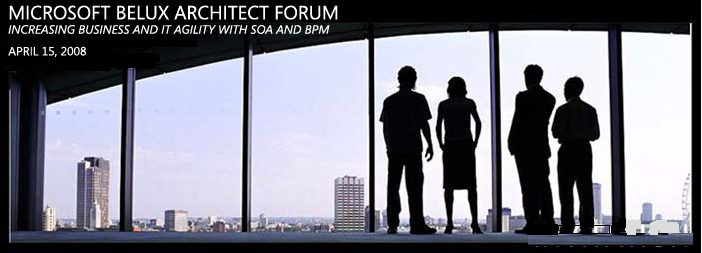 MICROSOFT BELUX ARCHITECT FORUM
INCREASING BUSINESS AND IT AGILITY WITH SOA AND BPM
APRIL 15, 2008